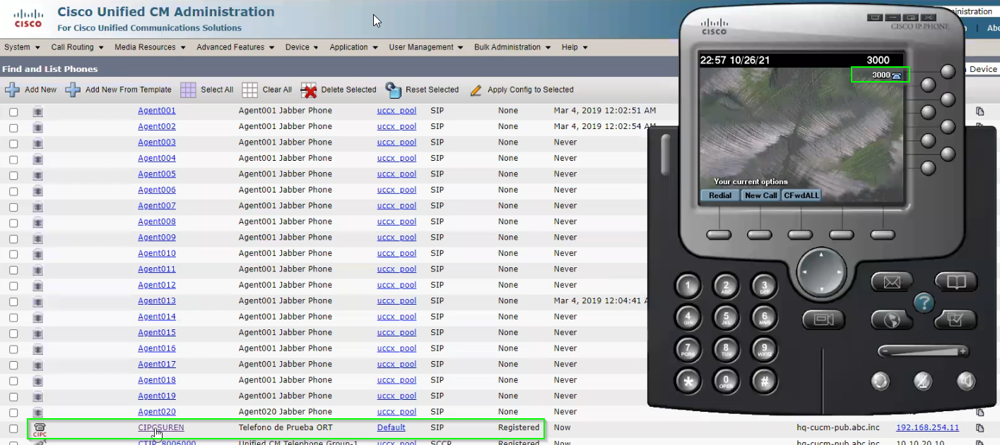 CISCO
Cisco Unified CM Administration
For Cisco Unified Communications Solutions
System Call Routing Media Resources Advanced Features Device Application User Management Bulk Administration Help
Find and List Phones
Device
Add New Add New From Template Select All Clear All Delete Selected Reset Selected Apply Config to Selected
Agent001 Agent001 Jabber Phone uccx_pool SIP None Mar 4, 2019 12:02:51 AM
Agent002 Agent001 Jabber Phone uccx_pool SIP None Mar 4, 2019 12:02:54 AM
Agent003 Agent001 Jabber Phone uccx_pool SIP None Never
Agent004 Agent001 Jabber Phone uccx_pool SIP None Never
Agent005 Agent001 Jabber Phone uccx_pool SIP None Never
Agent006 Agent001 Jabber Phone uccx_pool SIP None Never
Agent007 Agent001 Jabber Phone uccx_pool SIP None Never
Agent008 Agent001 Jabber Phone uccx_pool SIP None Never
Agent009 Agent001 Jabber Phone uccx_pool SIP None Never
Agent010 Agent001 Jabber Phone uccx_pool SIP None Never
Agent011 Agent001 Jabber Phone uccx_pool SIP None Never
Agent012 Agent001 Jabber Phone uccx_pool SIP None Never
Agent013 Agent001 Jabber Phone uccx_pool SIP None Mar 4, 2019 12:04:41 A
Agent014 Agent001 Jabber Phone uccx_pool SIP None Never
Agent015 Agent001 Jabber Phone uccx_pool SIP None Never
Agent016 Agent001 Jabber Phone uccx_pool SIP None Never
Agent017 Agent001 Jabber Phone uccx_pool SIP None Never
Agent018 Agent001 Jabber Phone uccx_pool SIP None Never
Agent019 Agent001 Jabber Phone uccx_pool SIP None Never
Agent020 Agent020 Jabber Phone uccx_pool SIP None Never
CIPC CIPCSUREN Telefono de Prueba ORT Default SIP Registered Now hq-cucm-pub.abc.inc 192.168.254.11
CTIP_8006000 Unified CM Telephone Group-1 SCCP Registered Now hq-cucm-pub.abc.inc 10.10.20.10
CISCO
CISCO IP PHONE
22:57 10/26/21 3000
3000
Your current options
Redial New Call CFwdALL
1 2 ABC 3 DEF
4 GHI 5 JKL 6 MNO
7 PQRS 8 TUV 9 WXYZ
* 0 OPER #
?
- +